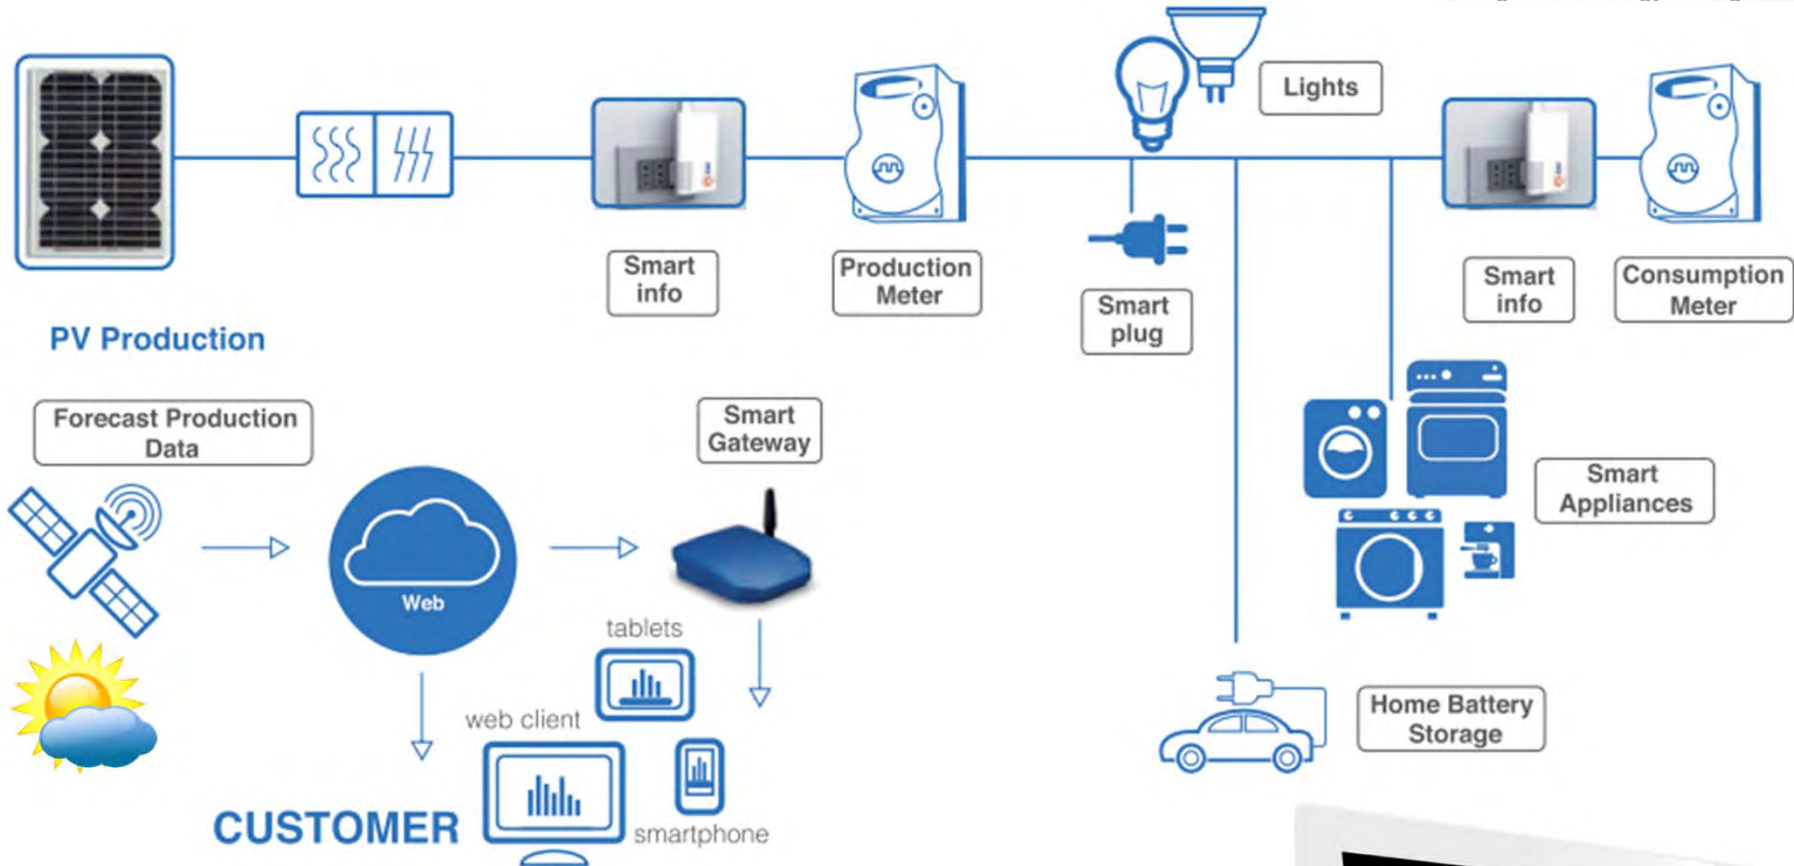 Lights
Smart
info
Production
Meter
Smart
plug
Smart
info
Consumption
Meter
PV Production
Forecast Production
Data
Smart
Gateway
Smart
Appliances
Web
tablets
web client
Home Battery
Storage
CUSTOMER
smartphone